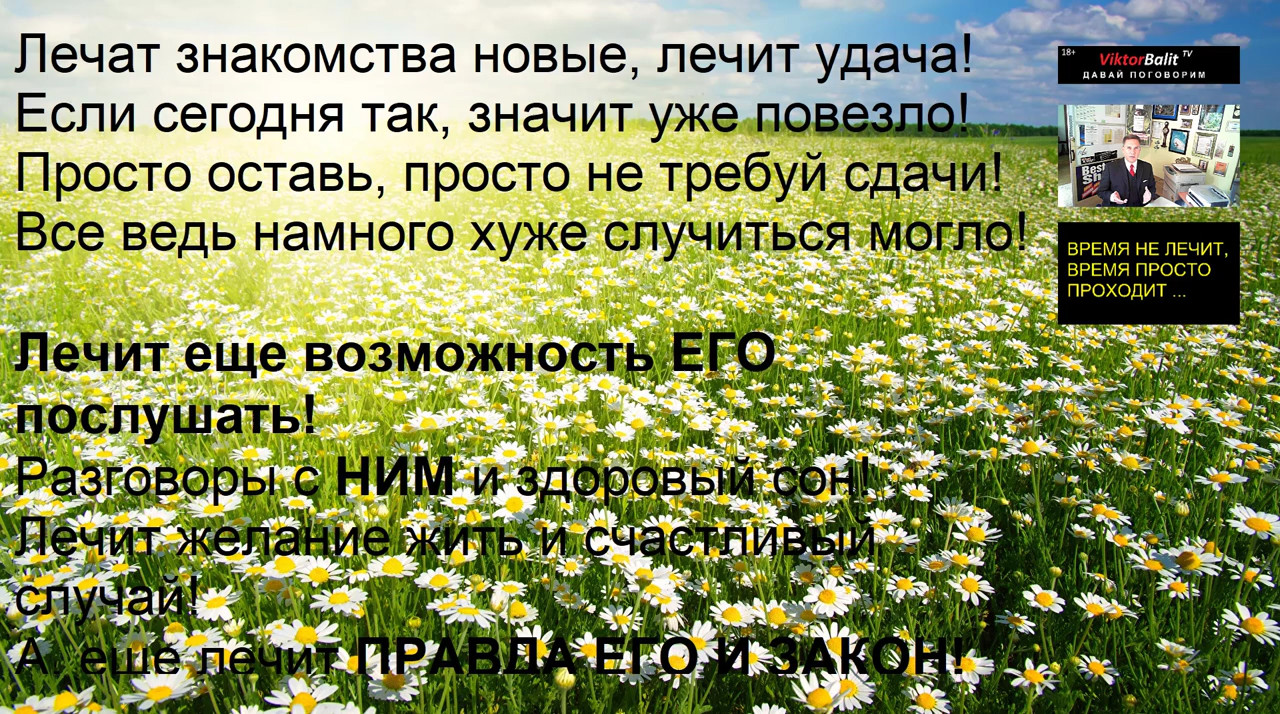 Лечат знакомства новые, лечит удача!
Если сегодня так, значит уже повезло!
Просто оставь, просто не требуй сдачи!
Все ведь намного хуже случиться могло!
Лечит еще возможность ЕГО
послушать!
Разговоры с НИМ и здоровый сон!
Лечит желание жить и счастливый
случай!
А, еще лечит ПРАВДА ЕГО И ЗАКОН!
18+
ViktorBalit TV
ДАВАЙ ПОГОВОРИМ
Best
Sh
ВРЕМЯ НЕ ЛЕЧИТ,
ВРЕМЯ ПРОСТО
ПРОХОДИТ ...